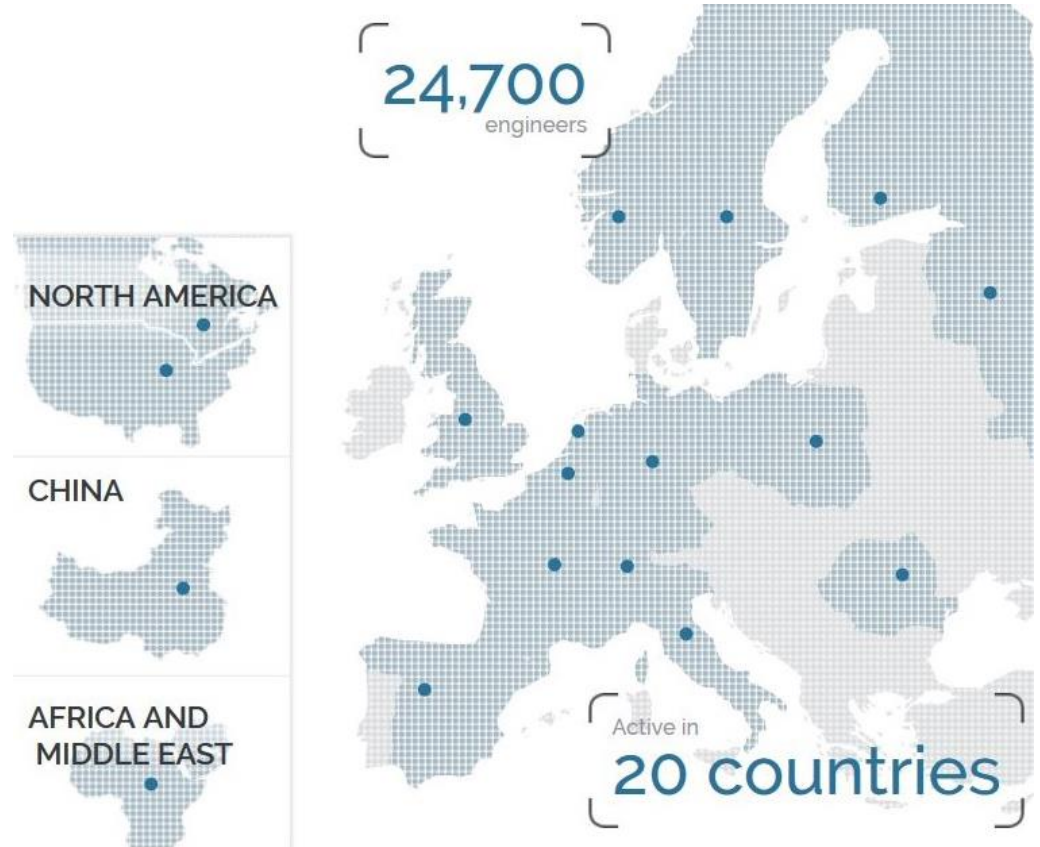 24,700
engineers
NORTH AMERICA
CHINA
AFRICA AND
MIDDLE EAST
Active in
20 countries